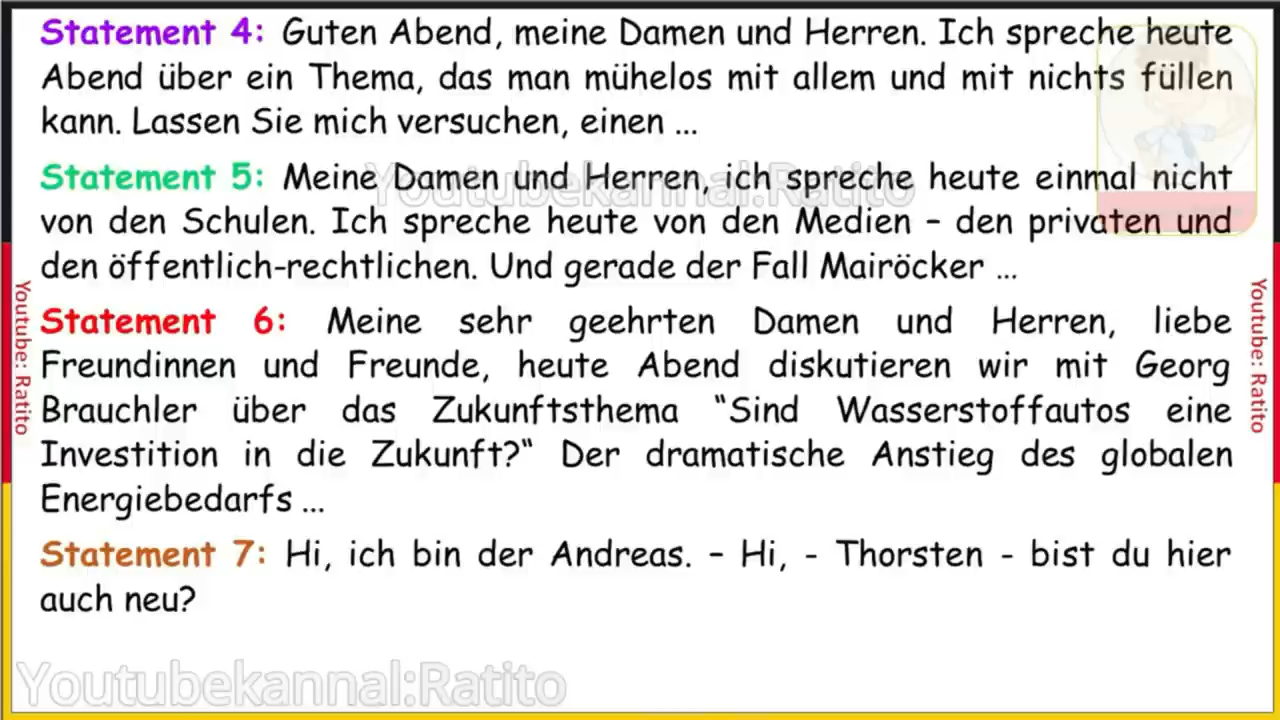 Statement 4: Guten Abend, meine Damen und Herren. Ich spreche heute
Abend über ein Thema, das man mühelos mit allem und mit nichts füllen
kann. Lassen Sie mich versuchen, einen ...
Statement 5: Meine Damen und Herren, ich spreche heute einmal nicht
von den Schulen. Ich spreche heute von den Medien – den privaten und
den öffentlich-rechtlichen. Und gerade der Fall Mairöcker ...
Statement 6: Meine sehr geehrten Damen und Herren, liebe
Freundinnen und Freunde, heute Abend diskutieren wir mit Georg
Brauchler über das Zukunftsthema “Sind Wasserstoffautos eine
Investition in die Zukunft?“ Der dramatische Anstieg des globalen
Energiebedarfs ...
Statement 7: Hi, ich bin der Andreas. – Hi, - Thorsten - bist du hier
auch neu?
Youtubekannal:Ratito
Youtube: Ratito
Youtube: Ratito
Youtubekannal:Ratito